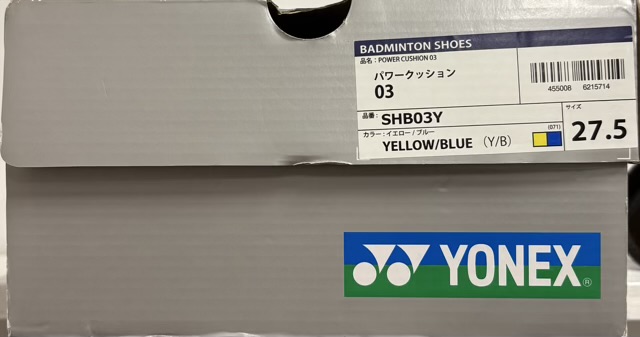 BADMINTON SHOES
品名：POWER CUSHION 03
パワークッション
03
455008 6215714
品番：SHB03Y
サイズ
27.5
カラー：イエロー／ブルー
(071)
YELLOW/BLUE (Y/B)
YONEX®